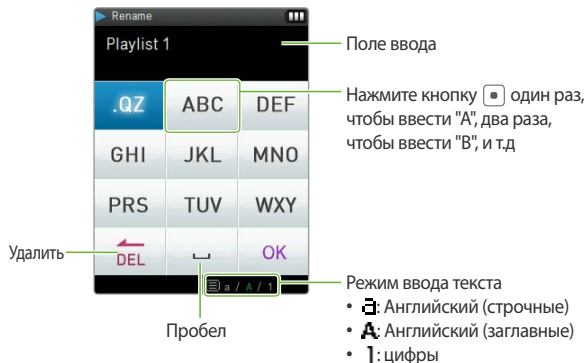 Rename
Playlist 1
Поле ввода
.QZ ABC DEF
Нажмите кнопку один раз,
чтобы ввести "A", два раза,
чтобы ввести "B", и т.д
GHI JKL MNO
PRS TUV WXY
Удалить
DEL OK
a / A / 1
Режим ввода текста
Пробел
• a: Английский (строчные)
• A: Английский (заглавные)
• 1: цифры